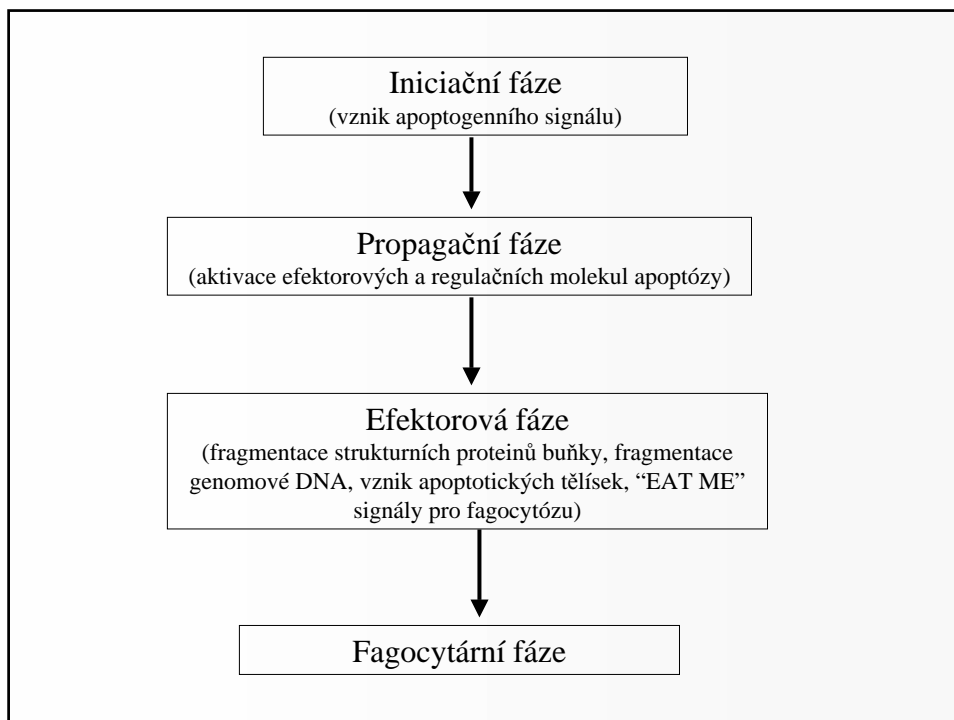 Iniciační fáze
(vznik apoptogenního signálu)
Propagační fáze
(aktivace efektorových a regulačních molekul apoptózy)
Efektorová fáze
(fragmentace strukturních proteinů buňky, fragmentace
genomové DNA, vznik apoptotických tělísek, “EAT ME”
signály pro fagocytózu)
Fagocytární fáze